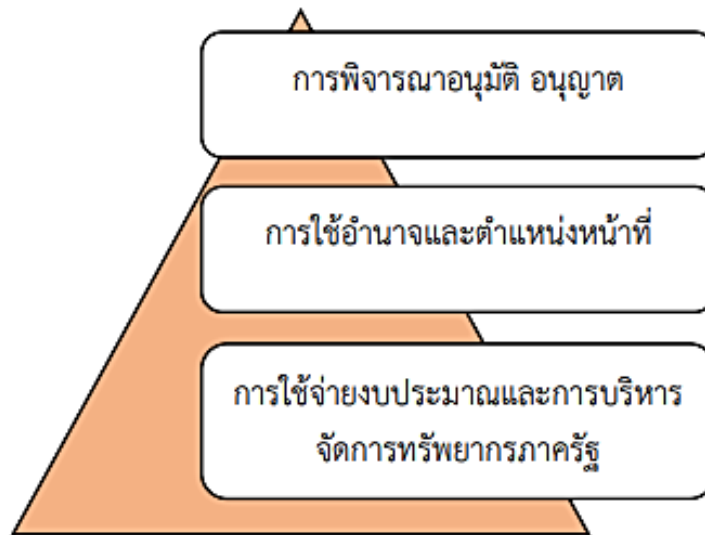 การพิจารณาอนุมัติ อนุญาต
การใช้อำนาจและตำแหน่งหน้าที่
การใช้จ่ายงบประมาณและการบริหาร
จัดการทรัพยากรภาครัฐ